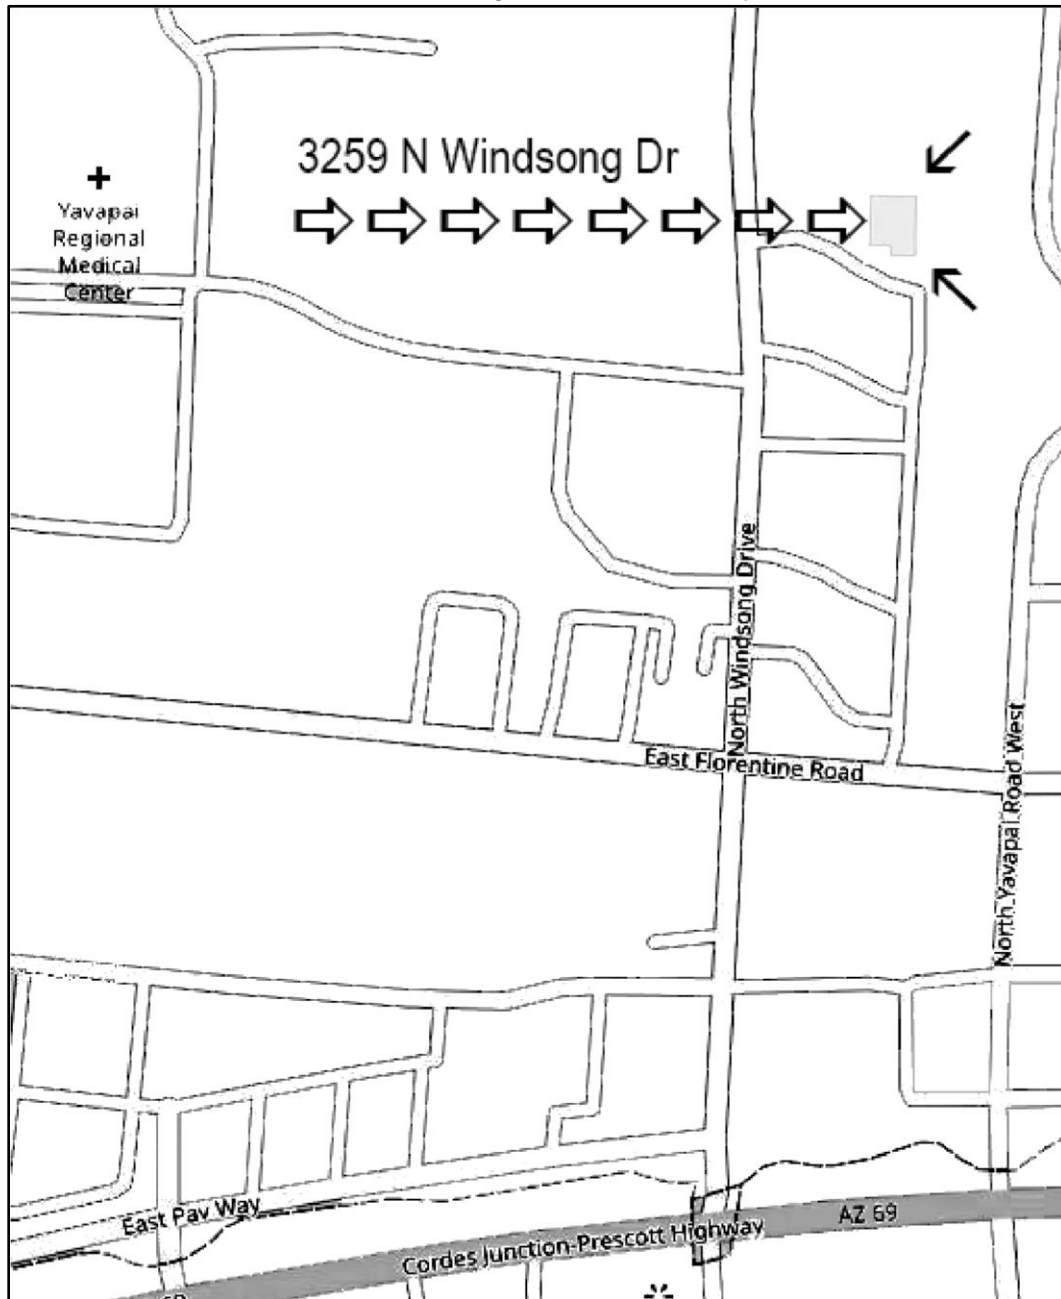 3259 N Windsong Dr
Yavapai
Regional
Medical
Center
North Windsong Drive
East Florentine Road
North Yavapai Road West
East Pav Way
AZ 69
Cordes Junction-Prescott Highway